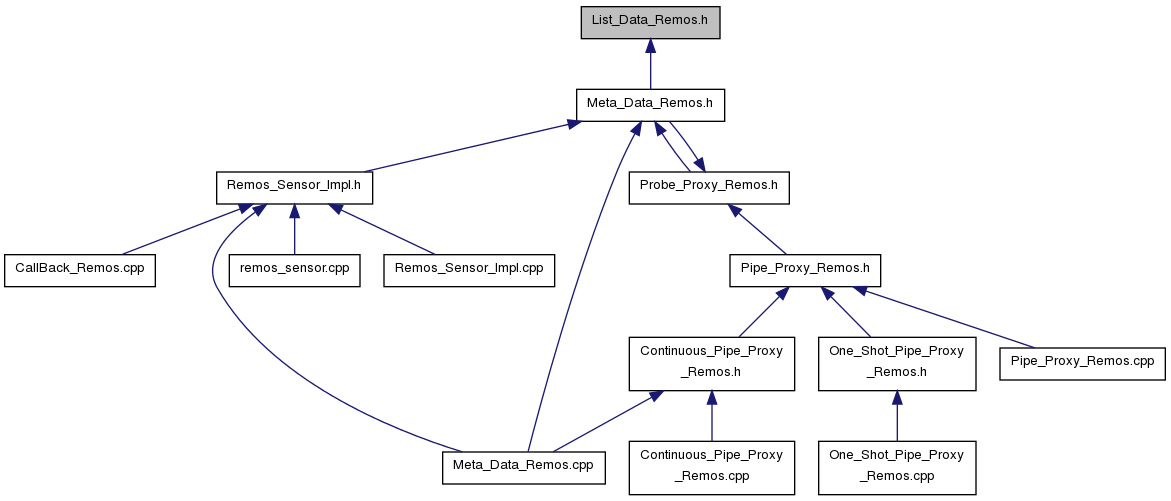 List_Data_Remos.h
Meta_Data_Remos.h
Remos_Sensor_Impl.h
Probe_Proxy_Remos.h
CallBack_Remos.cpp
remos_sensor.cpp
Remos_Sensor_Impl.cpp
Pipe_Proxy_Remos.h
Continuous_Pipe_Proxy
_Remos.h
One_Shot_Pipe_Proxy
_Remos.h
Pipe_Proxy_Remos.cpp
Meta_Data_Remos.cpp
Continuous_Pipe_Proxy
_Remos.cpp
One_Shot_Pipe_Proxy
_Remos.cpp